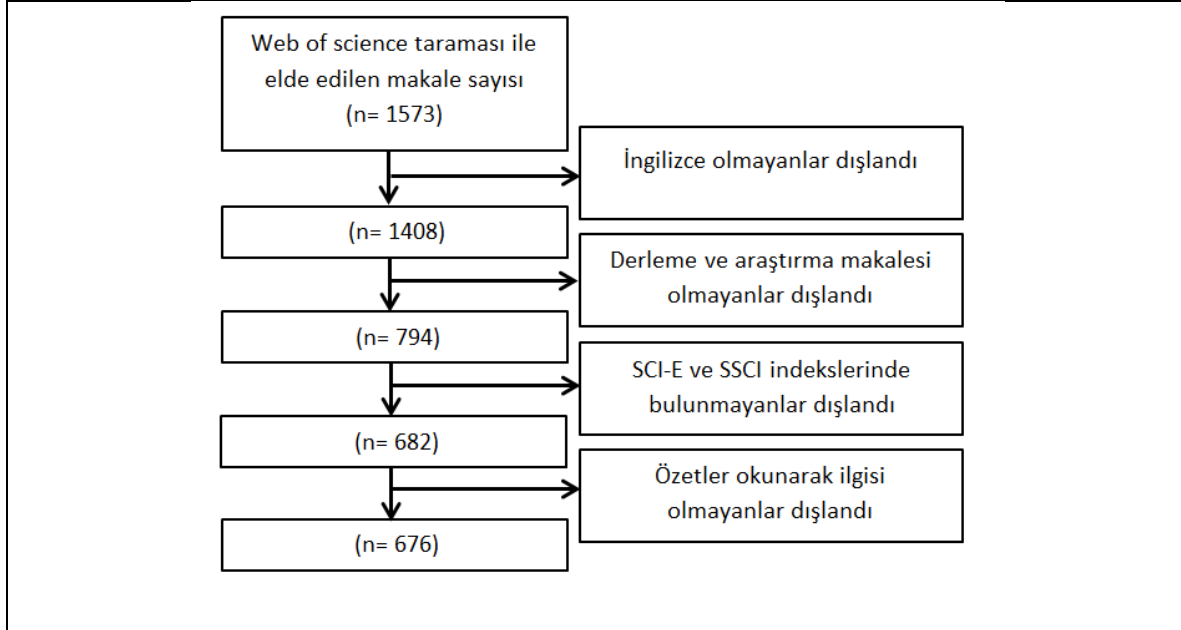 Web of science taraması ile
elde edilen makale sayısı
(n= 1573)
İngilizce olmayanlar dışlandı
(n= 1408)
Derleme ve araştırma makalesi
olmayanlar dışlandı
(n= 794)
SCI-E ve SSCI indekslerinde
bulunmayanlar dışlandı
(n= 682)
Özetler okunarak ilgisi
olmayanlar dışlandı
(n= 676)